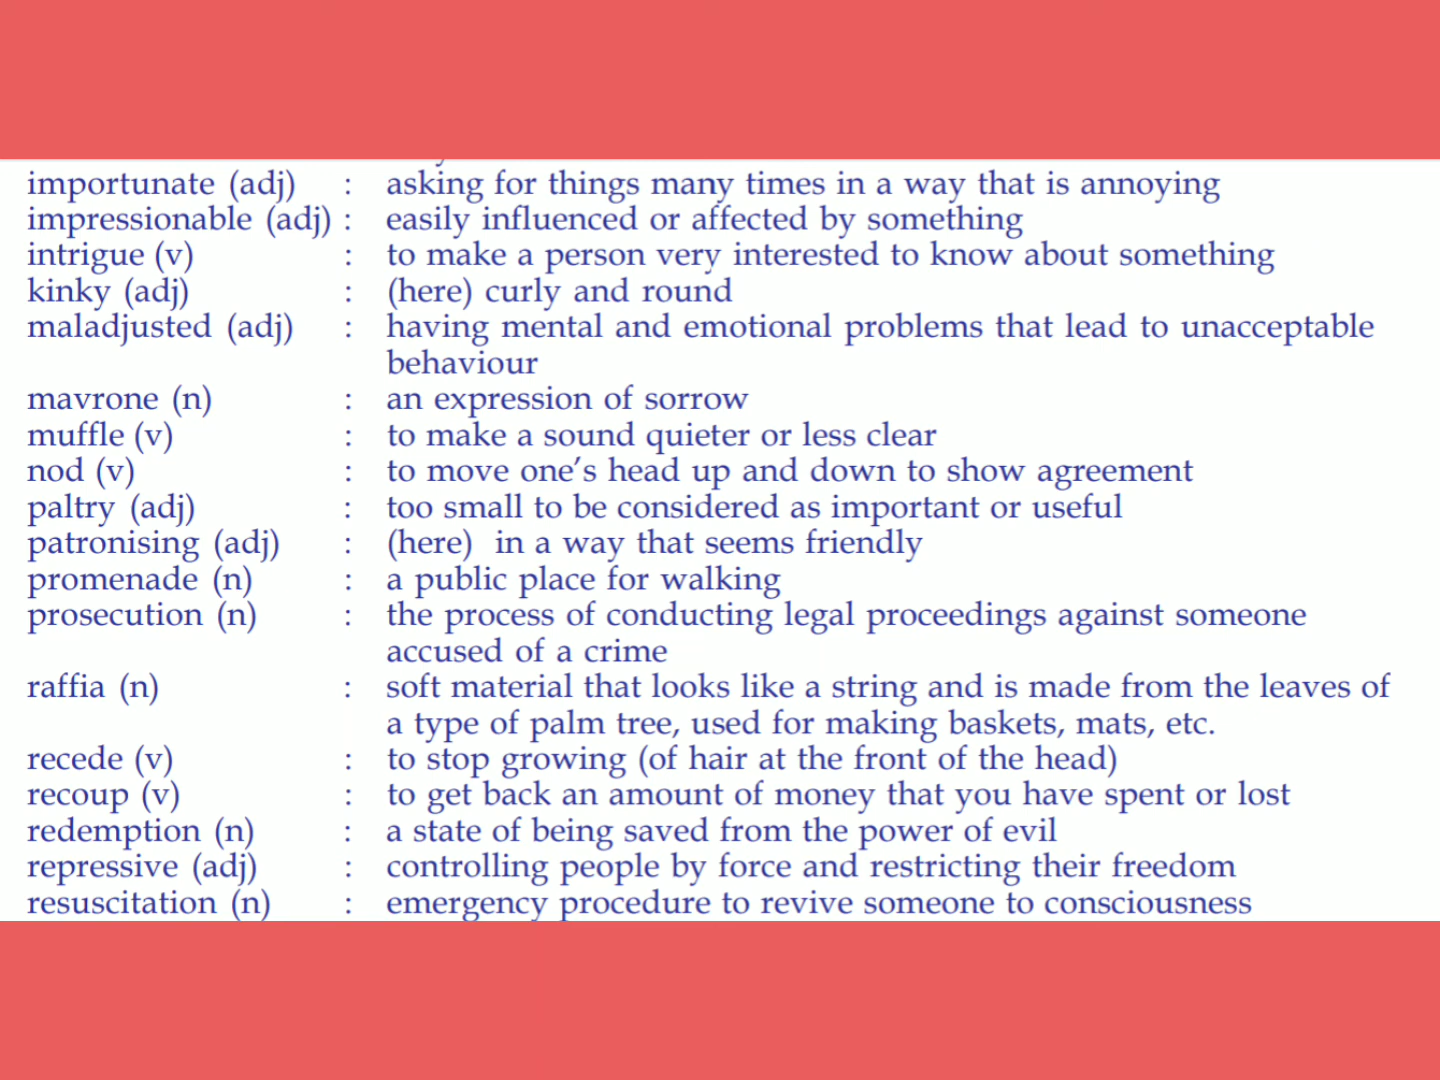 importunate (adj) : asking for things many times in a way that is annoying
impressionable (adj) : easily influenced or affected by something
intrigue (v) : to make a person very interested to know about something
kinky (adj) : (here) curly and round
maladjusted (adj) : having mental and emotional problems that lead to unacceptable
behaviour
mavrone (n) : an expression of sorrow
muffle (v) : to make a sound quieter or less clear
nod (v) : to move one's head up and down to show agreement
paltry (adj) : too small to be considered as important or useful
patronising (adj) : (here) in a way that seems friendly
promenade (n) : a public place for walking
prosecution (n) : the process of conducting legal proceedings against someone
accused of a crime
raffia (n) : soft material that looks like a string and is made from the leaves of
a type of palm tree, used for making baskets, mats, etc.
recede (v) : to stop growing (of hair at the front of the head)
recoup (v) : to get back an amount of money that you have spent or lost
redemption (n) : a state of being saved from the power of evil
repressive (adj) : controlling people by force and restricting their freedom
resuscitation (n) : emergency procedure to revive someone to consciousness